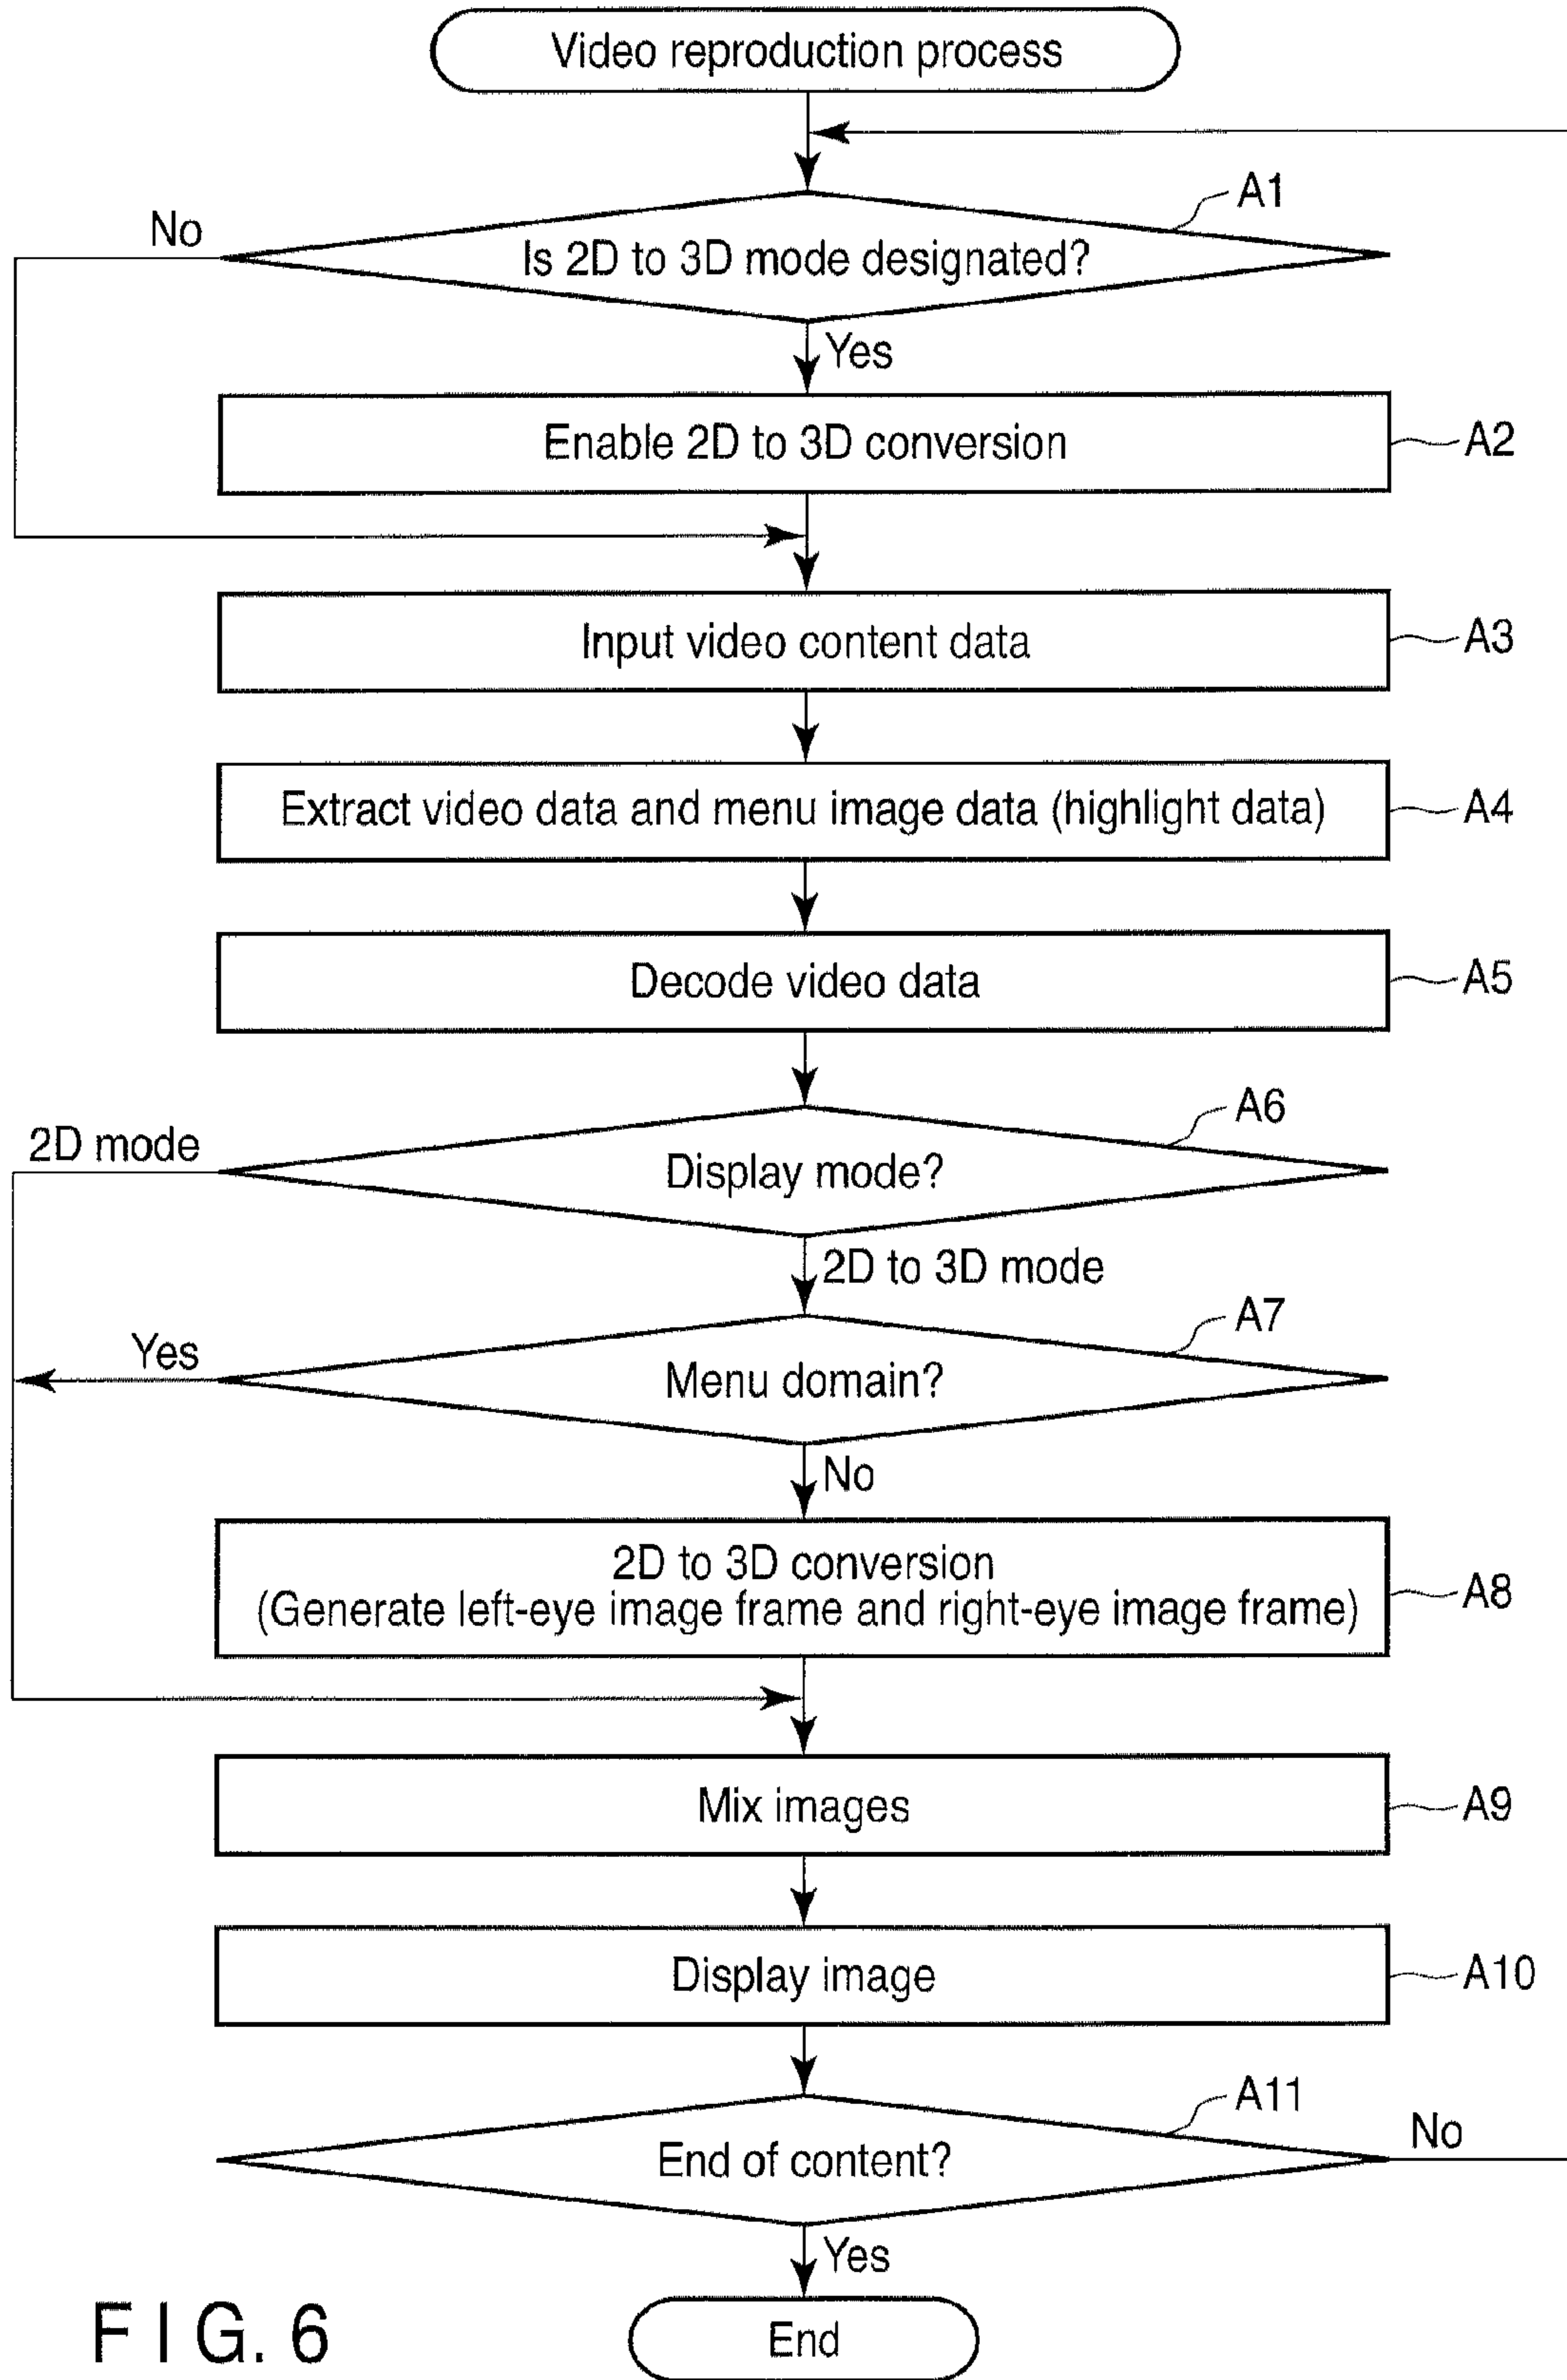 Video reproduction process
A1
No
Is 2D to 3D mode designated?
Yes
Enable 2D to 3D conversion
A2
Input video content data
A3
Extract video data and menu image data (highlight data)
A4
Decode video data
A5
A6
2D mode
Display mode?
2D to 3D mode
A7
Yes
Menu domain?
No
2D to 3D conversion
(Generate left-eye image frame and right-eye image frame)
A8
Mix images
A9
Display image
A10
A11
No
End of content?
Yes
End
FIG. 6